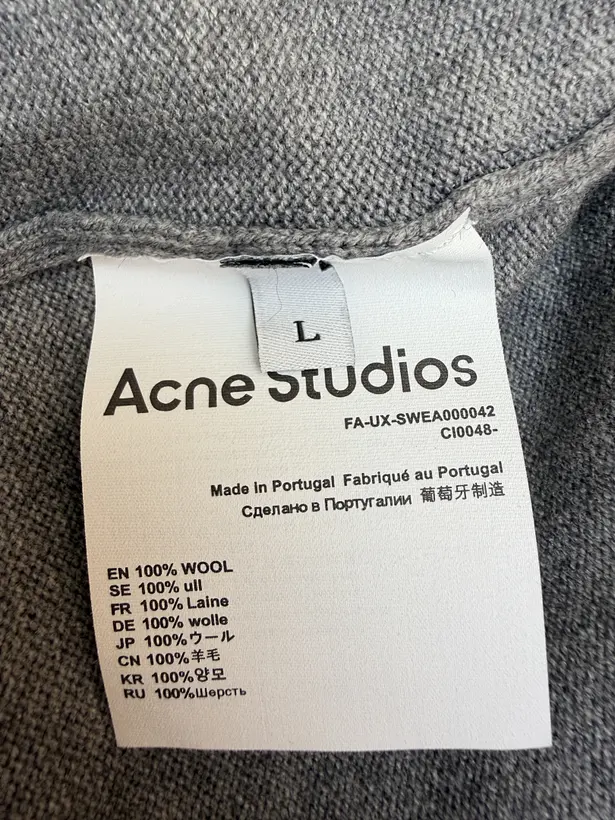 L
Acne Studios
FA-UX-SWEA000042
CI0048-
Made in Portugal Fabriqué au Portugal
Сделано в Португалии 葡萄牙制造
EN 100% WOOL
SE 100% ull
FR 100% Laine
DE 100% wolle
JP 100%ウール
CN 100%羊毛
KR 100%양모
RU 100%Шерсть